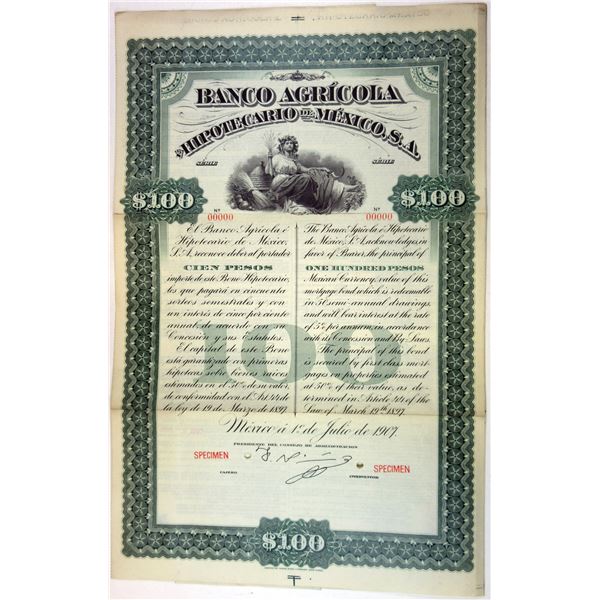 BANCO AGRÍCOLA
É HIPOTECARIO DE MÉXICO, S.A.
SÉRIE
SÉRIE
$100
$100
Nº
00000
Nº
00000
El Banco Agrícola é
Hipotecario de México,
S.A. reconoce deber al portador
CIEN PESOS
importe de este Bono Hipotecario,
los que pagará en cincuenta
sorteos semestrales y con
un interés de cinco por ciento
anual, de acuerdo con su
Concesión y sus Estatutos.
El capital de este Bono
está garantizado con primeras
hipotecas sobre bienes raices
estimados en el 50% de su valor,
de conformidad con el Art. 44 de
la ley de 19 de Marzo de 1897.
The Banco Agrícola é Hipotecario
de México, S.A. acknowledges, in
favor of Bearer, the principal of
ONE HUNDRED PESOS
Mexican Currency, value of this
mortgage bond which is redeemable
in 50 semi-annual drawings,
and will bear interest at the rate
of 5% per annum in accordance
with its Concession and By Laws.
The principal of this bond
is secured by first class mort-
gages on properties estimated
at 50% of their value, as de-
termined in Article 44 of the
Law of March 19th 1897.
100
México á 1º de Julio de 1907.
PRESIDENTE DEL CONSEJO DE ADMINISTRACION
SPECIMEN
SPECIMEN
CAJERO
$100